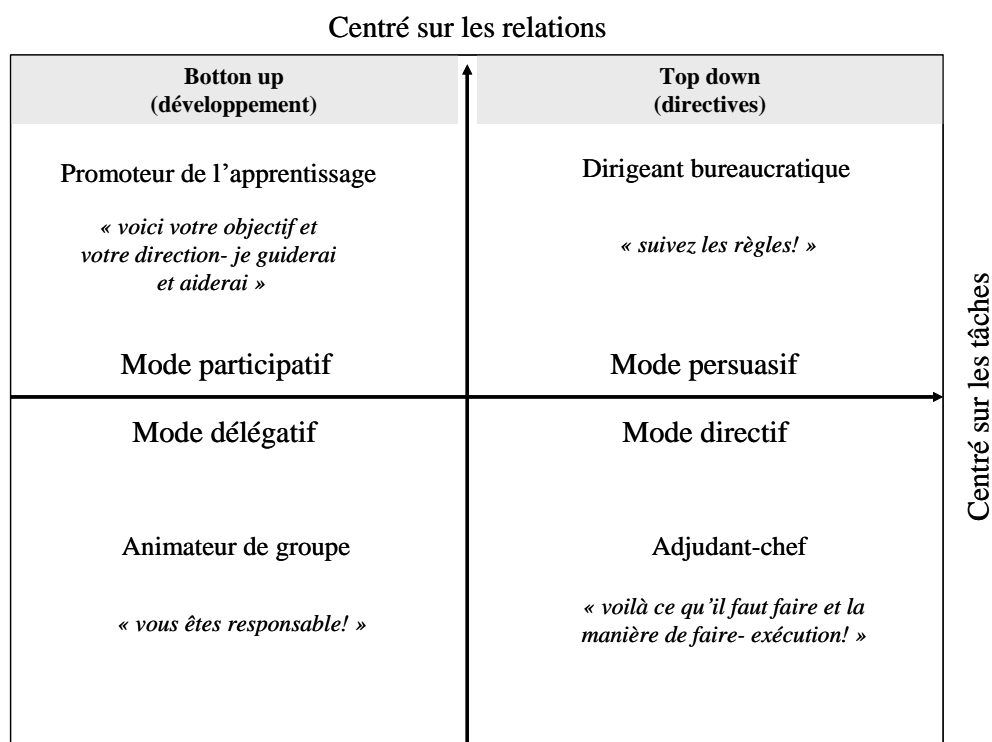 Centré sur les relations
Botton up
(développement)
Top down
(directives)
Promoteur de l’apprentissage
« voici votre objectif et
votre direction- je guiderai
et aiderai »
Dirigeant bureaucratique
« suivez les règles! »
Mode participatif
Mode persuasif
Mode délégatif
Mode directif
Animateur de groupe
« vous êtes responsable! »
Adjudant-chef
« voilà ce qu’il faut faire et la
manière de faire- exécution! »
Centré sur les tâches